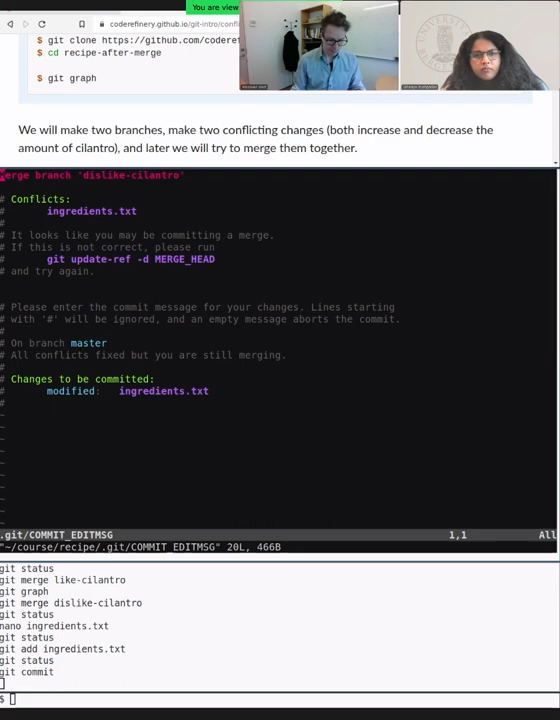 You are view
coderefinery.github.io/git-intro/confli
$ git clone https://github.com/coderef
$ cd recipe-after-merge
$ git graph
We will make two branches, make two conflicting changes (both increase and decrease the
amount of cilantro), and later we will try to merge them together.
Merge branch 'dislike-cilantro'
# Conflicts:
#       ingredients.txt
#
# It looks like you may be committing a merge.
# If this is not correct, please run
#       git update-ref -d MERGE_HEAD
# and try again.
# Please enter the commit message for your changes. Lines starting
# with '#' will be ignored, and an empty message aborts the commit.
#
# On branch master
# All conflicts fixed but you are still merging.
#
# Changes to be committed:
#       modified:   ingredients.txt
#
~
~
~
~
~
~
~
~
~
~
.git/COMMIT_EDITMSG 1,1 All
"~/course/recipe/.git/COMMIT_EDITMSG" 20L, 466B
git status
git merge like-cilantro
git graph
git merge dislike-cilantro
git status
nano ingredients.txt
git status
git add ingredients.txt
git status
git commit
$